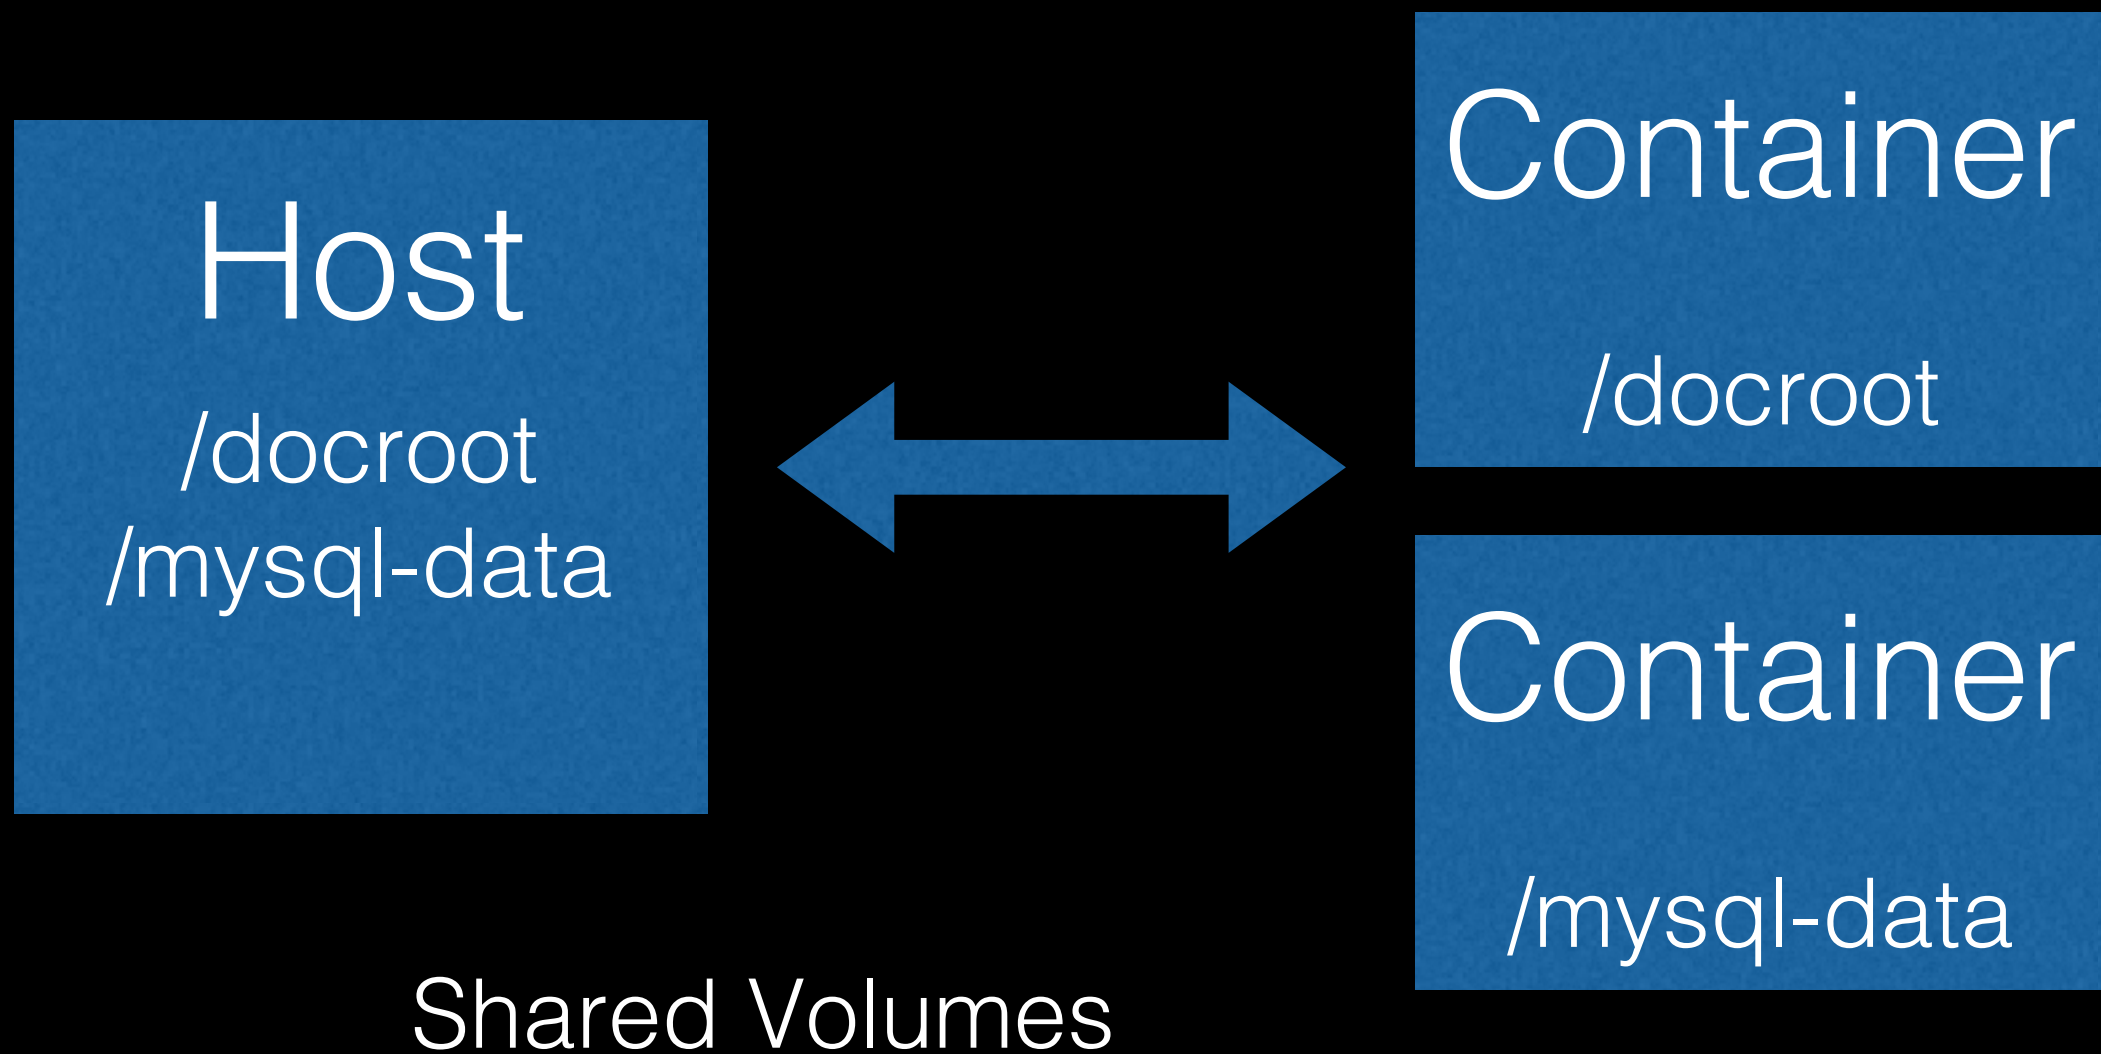 Host
/docroot
/mysql-data
Container
/docroot
Container
/mysql-data
Shared Volumes